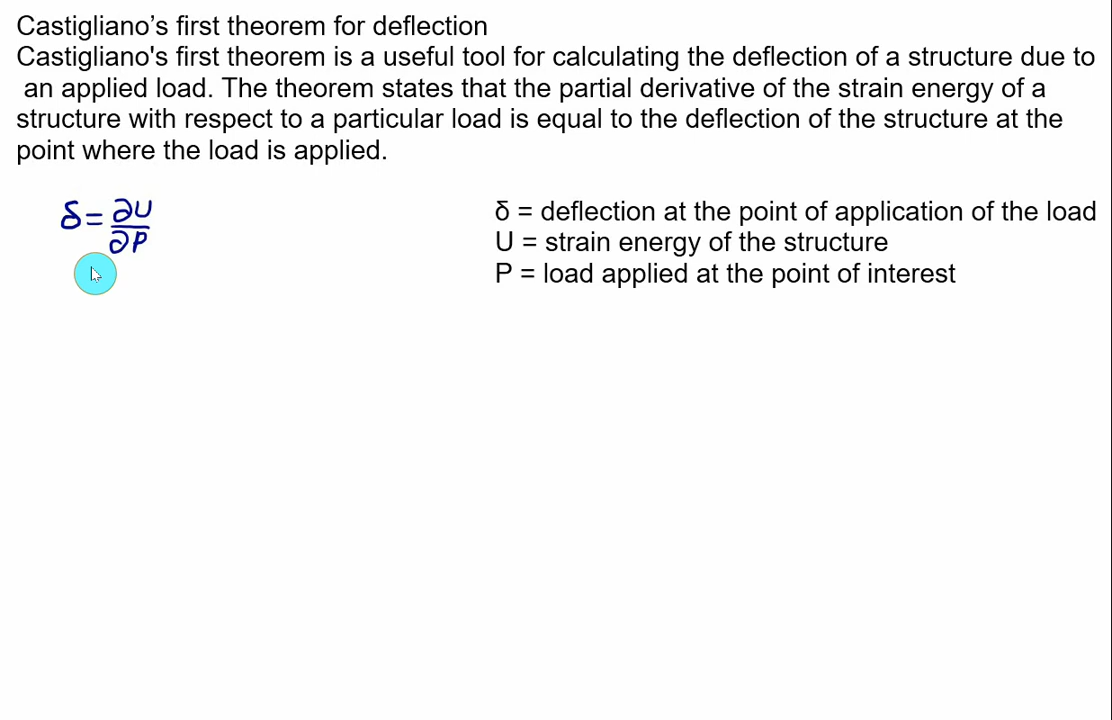 Castigliano’s first theorem for deflection
Castigliano's first theorem is a useful tool for calculating the deflection of a structure due to
an applied load. The theorem states that the partial derivative of the strain energy of a
structure with respect to a particular load is equal to the deflection of the structure at the
point where the load is applied.
δ = ∂U/∂P
δ = deflection at the point of application of the load
U = strain energy of the structure
P = load applied at the point of interest